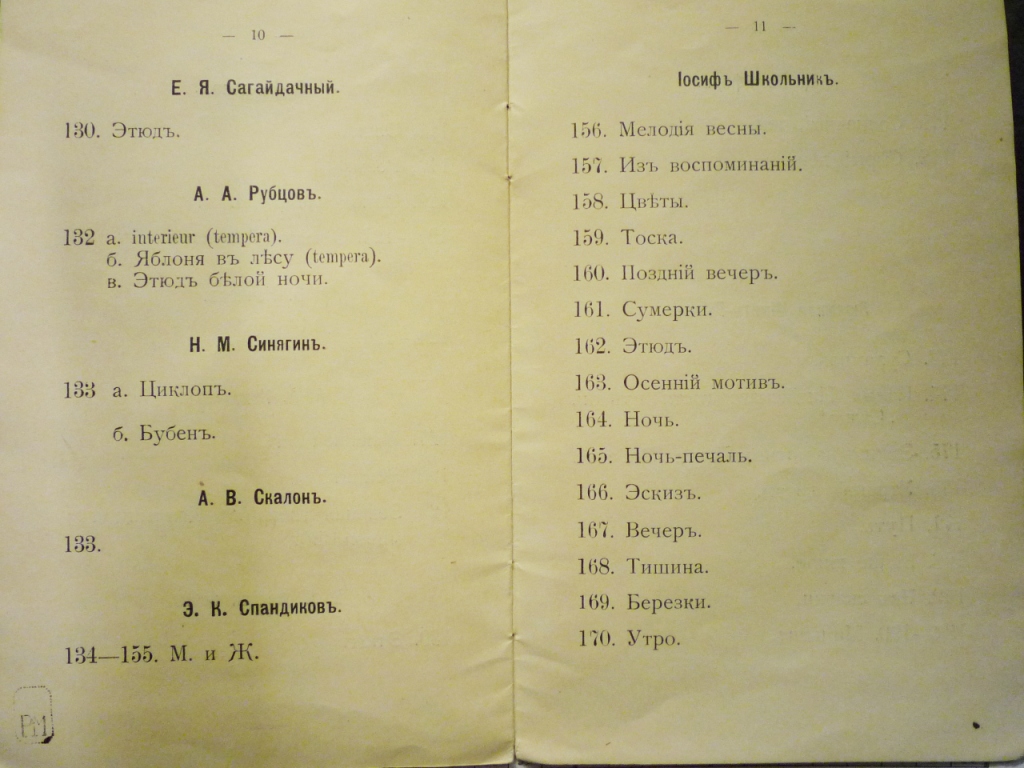 — 10 —
Е. Я. Сагайдачный.
130. Этюдъ.
А. А. Рубцовъ.
132 а. interieur (tempera).
б. Яблоня въ лѣсу (tempera).
в. Этюдъ бѣлой ночи.
Н. М. Синягинъ.
133 а. Циклопъ.
б. Бубенъ.
А. В. Скалонъ.
133.
Э. К. Спандиковъ.
134—155. М. и Ж.
— 11 —
Іосифъ Школьникъ.
156. Мелодія весны.
157. Изъ воспоминаній.
158. Цвѣты.
159. Тоска.
160. Поздній вечеръ.
161. Сумерки.
162. Этюдъ.
163. Осенній мотивъ.
164. Ночь.
165. Ночь-печаль.
166. Эскизъ.
167. Вечеръ.
168. Тишина.
169. Березки.
170. Утро.